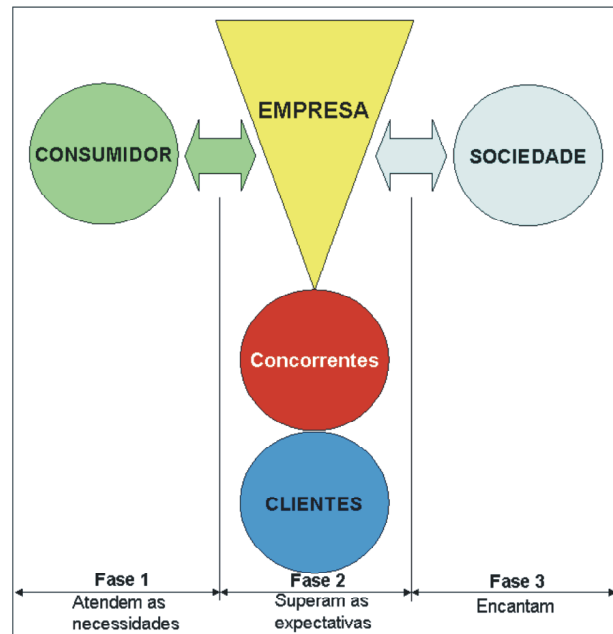 EMPRESA
CONSUMIDOR
SOCIEDADE
Concorrentes
CLIENTES
Fase 1
Atendem as
necessidades
Fase 2
Superam as
expectativas
Fase 3
Encantam